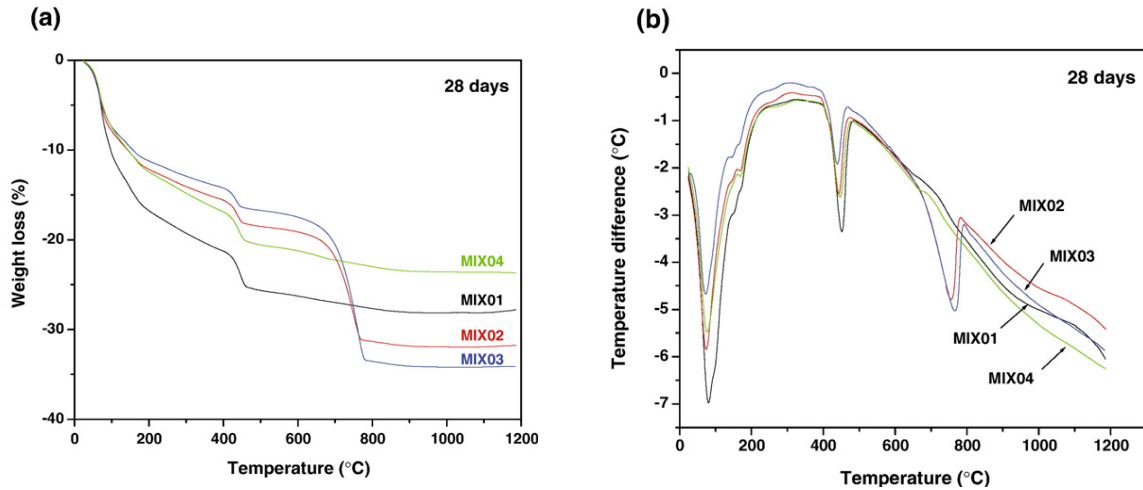 (a)
28 days
0
-10
-20
-30
-40
Weight loss (%)
MIX04
MIX01
MIX02
MIX03
0 200 400 600 800 1000 1200
Temperature (°C)
(b)
28 days
0
-1
-2
-3
-4
-5
-6
-7
Temperature difference (°C)
MIX02
MIX03
MIX01
MIX04
0 200 400 600 800 1000 1200
Temperature (°C)